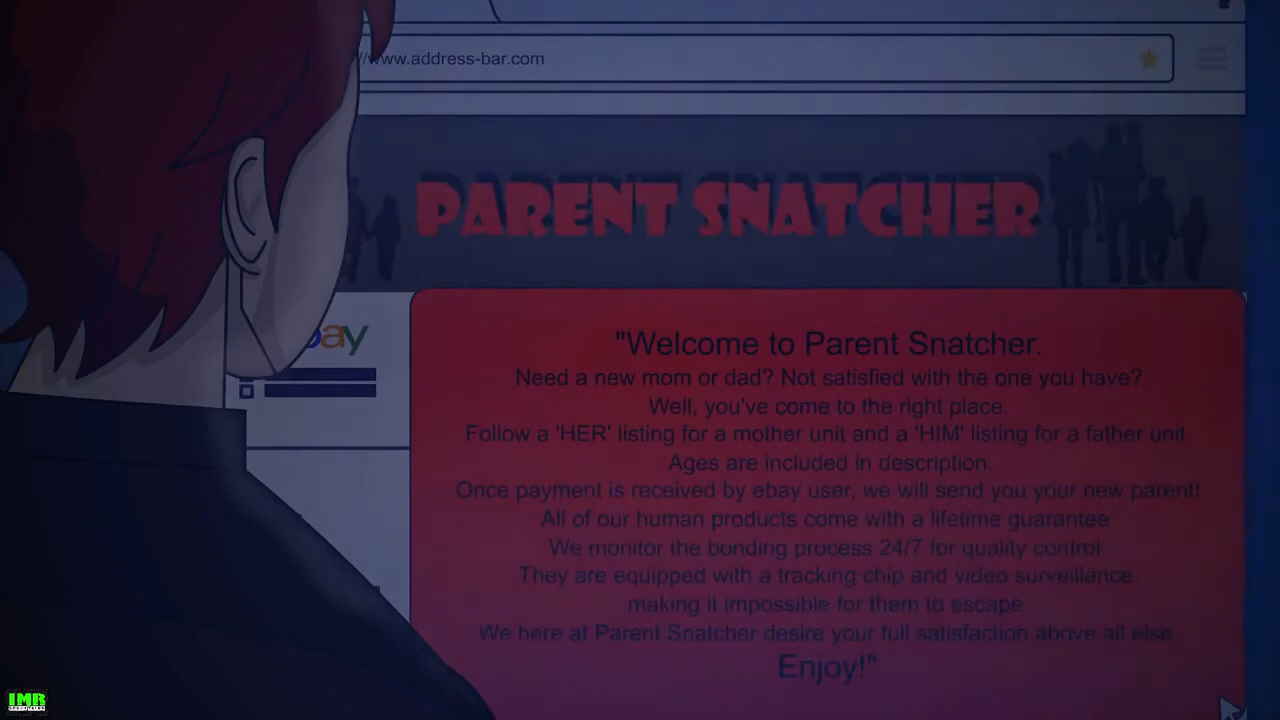 //www.address-bar.com
PARENT SNATCHER
bay
"Welcome to Parent Snatcher.
Need a new mom or dad? Not satisfied with the one you have?
Well, you've come to the right place.
Follow a 'HER' listing for a mother unit and a 'HIM' listing for a father unit
Ages are included in description.
Once payment is received by ebay user, we will send you your new parent!
All of our human products come with a lifetime guarantee
We monitor the bonding process 24/7 for quality control
They are equipped with a tracking chip and video surveillance
making it impossible for them to escape
We here at Parent Snatcher desire your full satisfaction above all else
Enjoy!"
IMR